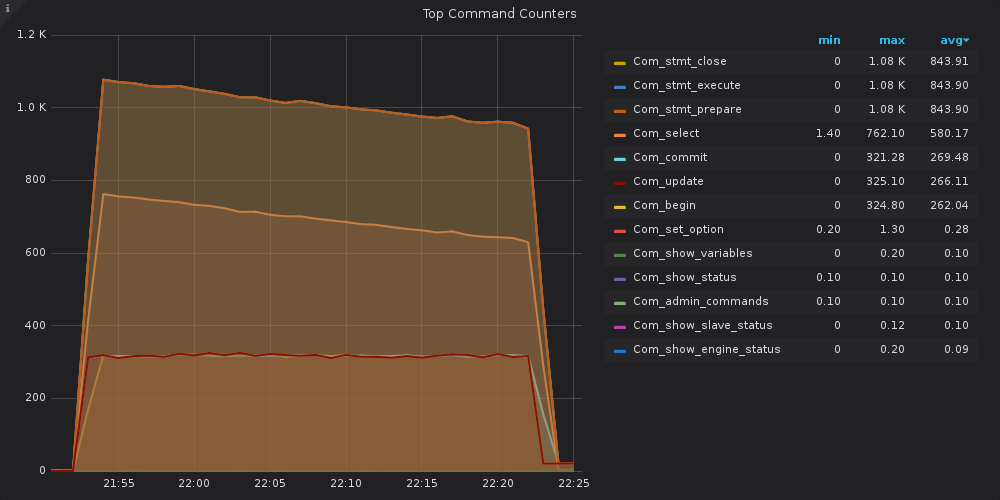 i
Top Command Counters
1.2 K
1.0 K
800
600
400
200
0
21:55 22:00 22:05 22:10 22:15 22:20 22:25
min max avg
Com_stmt_close 0 1.08 K 843.91
Com_stmt_execute 0 1.08 K 843.90
Com_stmt_prepare 0 1.08 K 843.90
Com_select 1.40 762.10 580.17
Com_commit 0 321.28 269.48
Com_update 0 325.10 266.11
Com_begin 0 324.80 262.04
Com_set_option 0.20 1.30 0.28
Com_show_variables 0 0.20 0.10
Com_show_status 0.10 0.10 0.10
Com_admin_commands 0.10 0.10 0.10
Com_show_slave_status 0 0.12 0.10
Com_show_engine_status 0 0.20 0.09